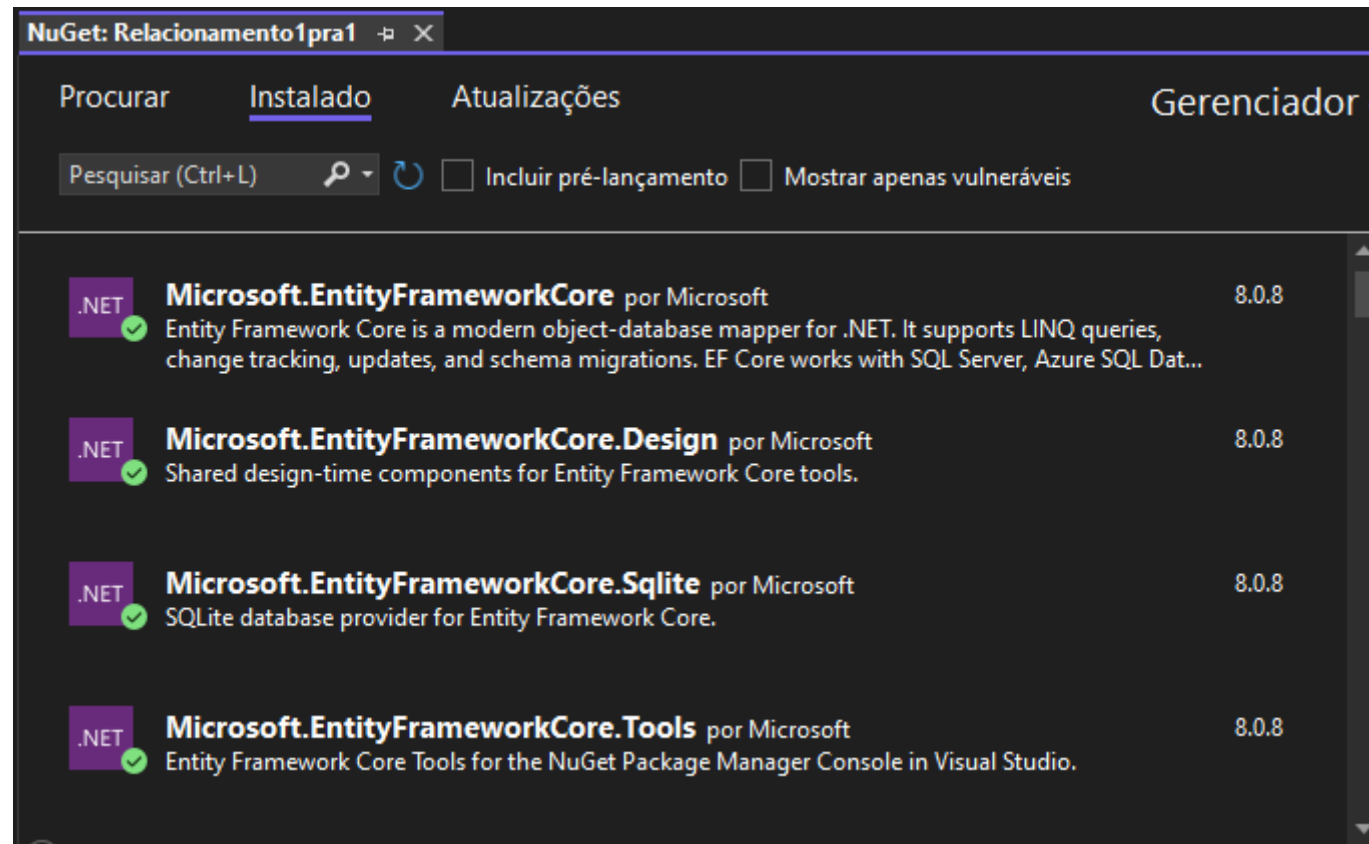 NuGet: Relacionamento1pra1
Procurar Instalado Atualizações Gerenciador
Pesquisar (Ctrl+L) Incluir pré-lançamento Mostrar apenas vulneráveis
.NET Microsoft.EntityFrameworkCore por Microsoft 8.0.8
Entity Framework Core is a modern object-database mapper for .NET. It supports LINQ queries,
change tracking, updates, and schema migrations. EF Core works with SQL Server, Azure SQL Dat...
.NET Microsoft.EntityFrameworkCore.Design por Microsoft 8.0.8
Shared design-time components for Entity Framework Core tools.
.NET Microsoft.EntityFrameworkCore.Sqlite por Microsoft 8.0.8
SQLite database provider for Entity Framework Core.
.NET Microsoft.EntityFrameworkCore.Tools por Microsoft 8.0.8
Entity Framework Core Tools for the NuGet Package Manager Console in Visual Studio.